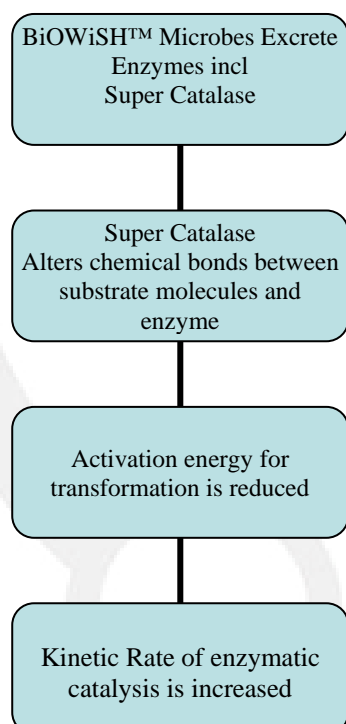 BiOWiSH™ Microbes Excrete
Enzymes incl
Super Catalase
Super Catalase
Alters chemical bonds between
substrate molecules and
enzyme
Activation energy for
transformation is reduced
Kinetic Rate of enzymatic
catalysis is increased